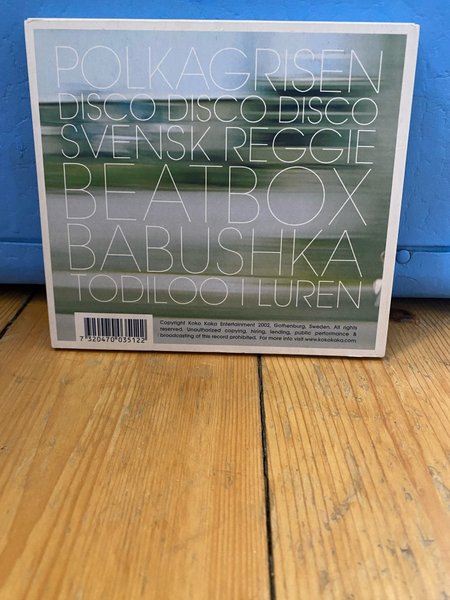 POLKAGRISEN
DISCO DISCO DISCO
SVENSK REGGIE
BEATBOX
BABUSHKA
TODILOO I LUREN
7 320470 035122
Copyright Koko Kaka Entertainment 2002, Gothenburg, Sweden. All rights
reserved, Unauthorized copying, hiring, lending, public performance &
broadcasting of this record prohibited. For more info visit www.kokokaka.com